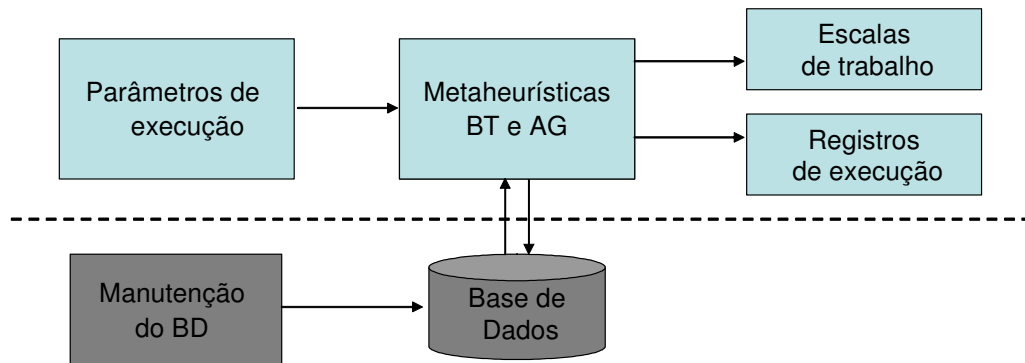 Parâmetros de
execução
Metaheurísticas
BT e AG
Escalas
de trabalho
Registros
de execução
Manutenção
do BD
Base de
Dados